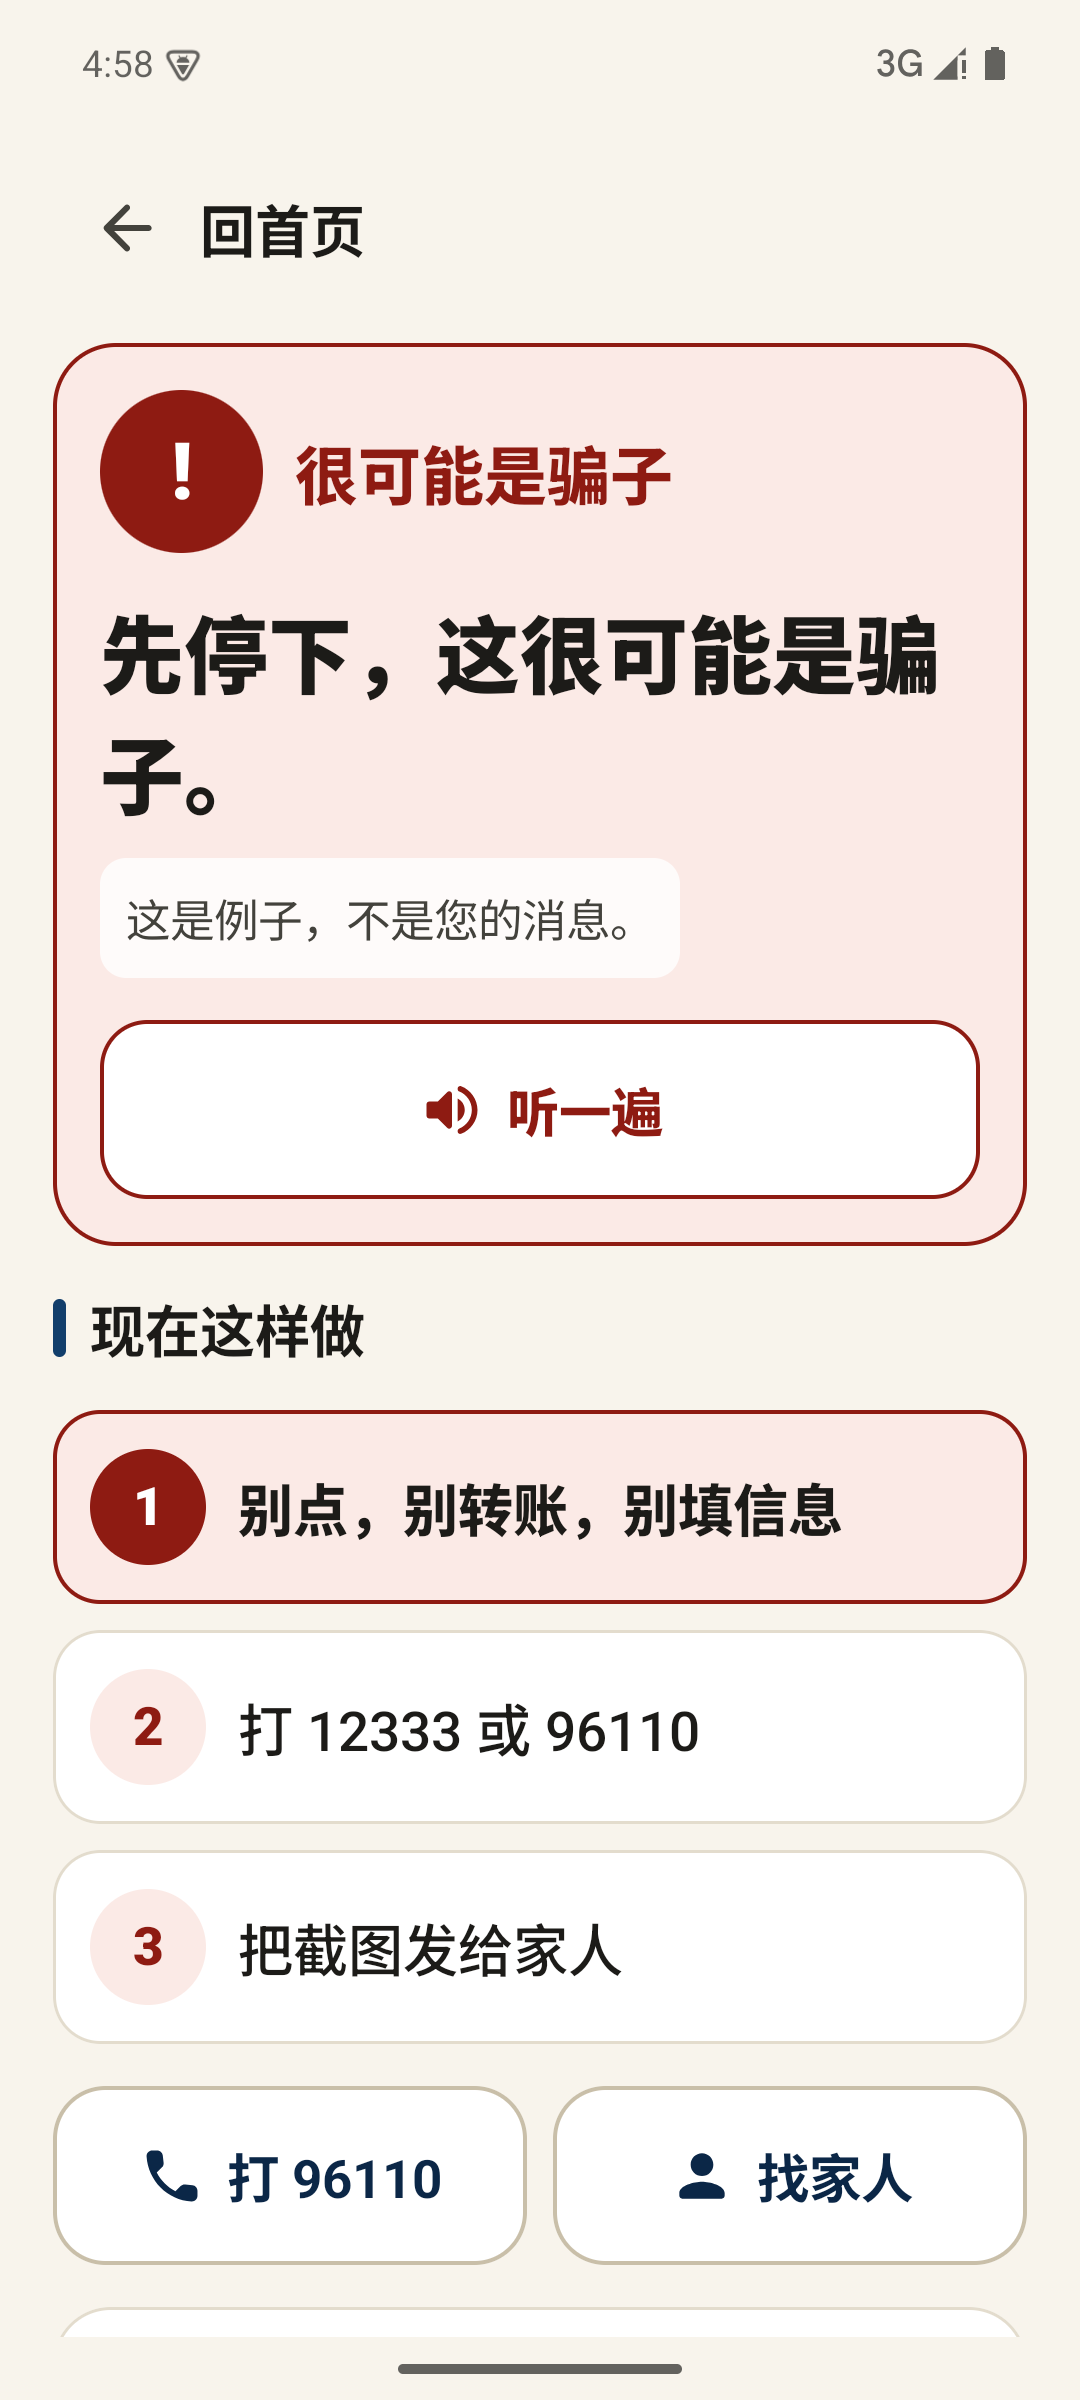 4:58
3G
回首页
!
很可能是骗子
先停下，这很可能是骗
子。
这是例子，不是您的消息。
听一遍
现在这样做
1 别点，别转账，别填信息
2 打 12333 或 96110
3 把截图发给家人
打 96110
找家人